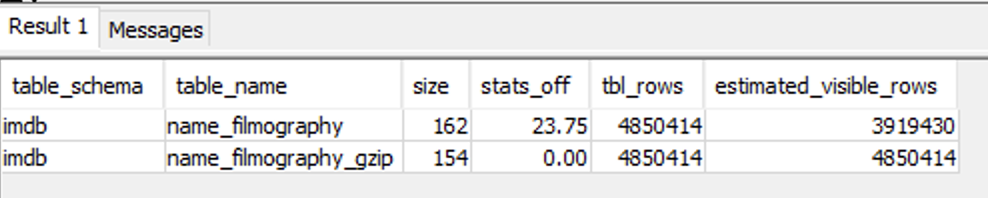 Result 1 Messages
table_schema table_name size stats_off tbl_rows estimated_visible_rows
imdb name_filmography 162 23.75 4850414 3919430
imdb name_filmography_gzip 154 0.00 4850414 4850414